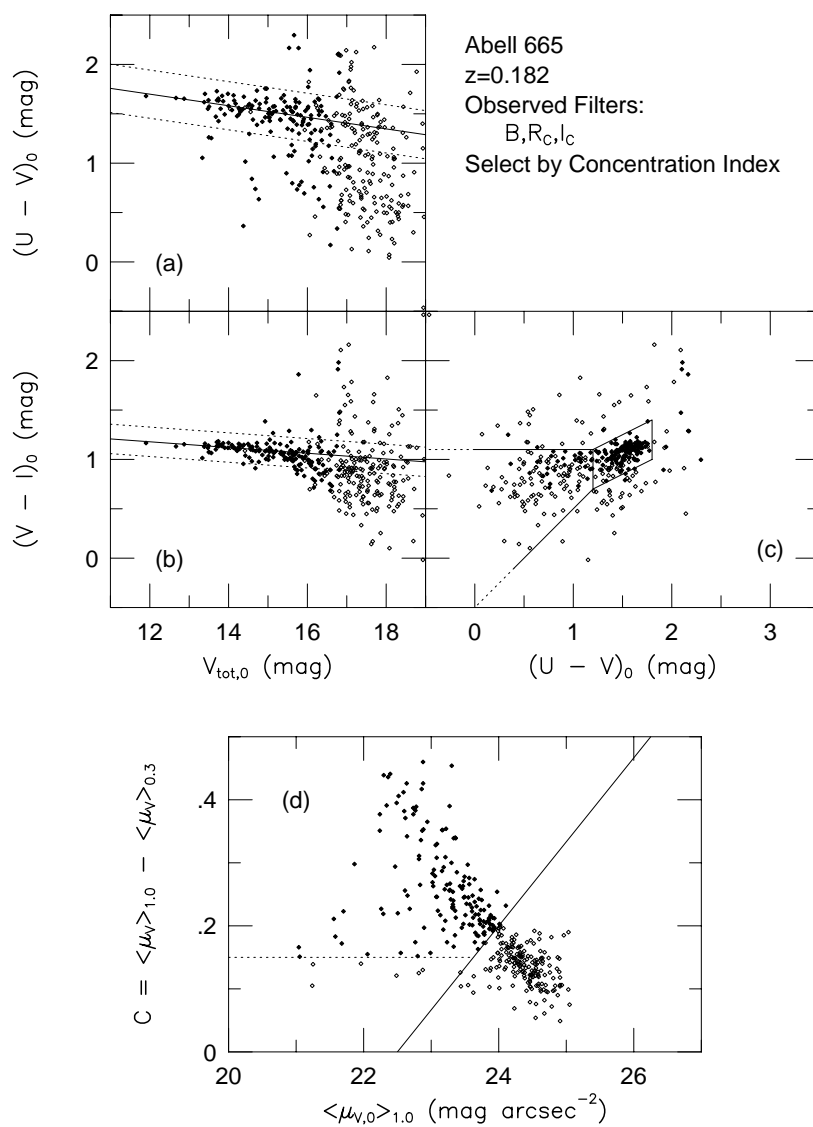 Abell 665
z=0.182
Observed Filters:
B,R_C,I_C
Select by Concentration Index
(U − V)_0 (mag)
2
1
0
(a)
(V − I)_0 (mag)
2
1
0
(b)
(c)
12 14 16 18
0 1 2 3
V_tot,0 (mag)
(U − V)_0 (mag)
C = <μ_V>_1.0 − <μ_V>_0.3
.4
.2
0
(d)
20 22 24 26
<μ_V,0>_1.0 (mag arcsec^−2)